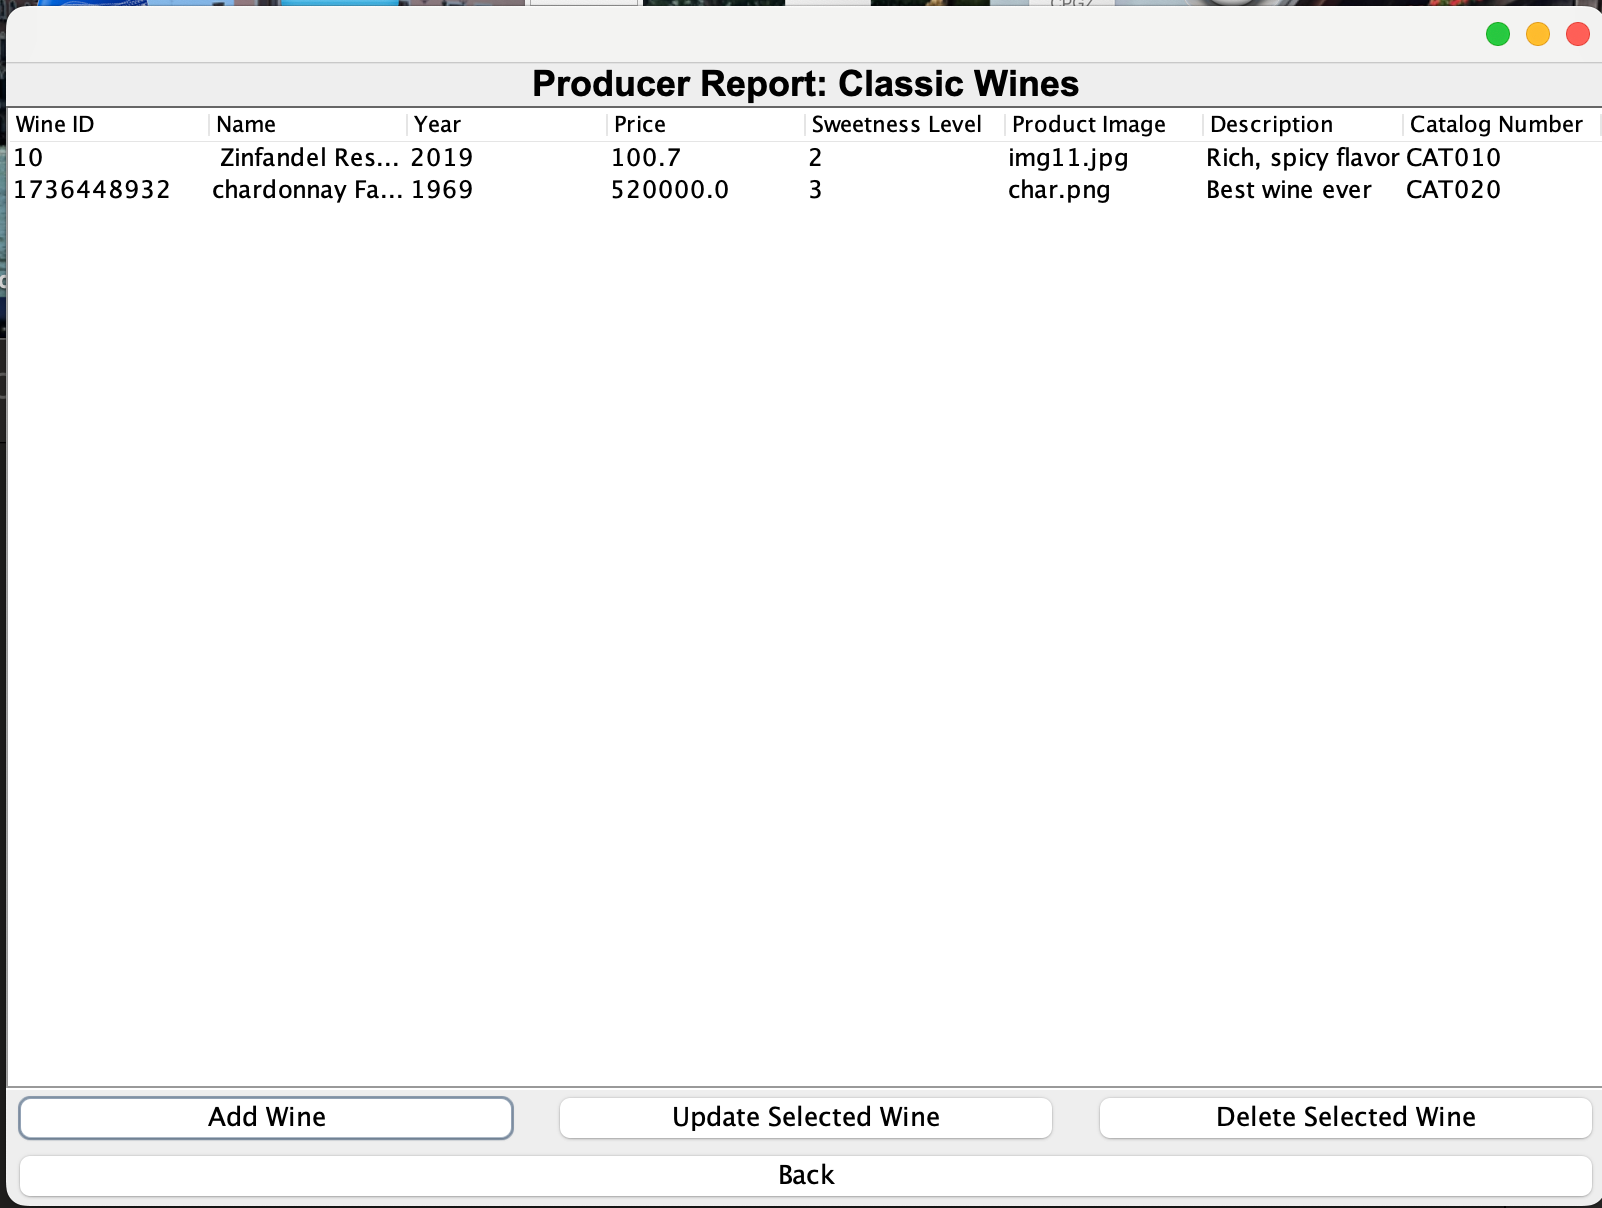 Producer Report: Classic Wines
Wine ID Name Year Price Sweetness Level Product Image Description Catalog Number
10 Zinfandel Res... 2019 100.7 2 img11.jpg Rich, spicy flavor CAT010
1736448932 chardonnay Fa... 1969 520000.0 3 char.png Best wine ever CAT020
Add Wine Update Selected Wine Delete Selected Wine
Back